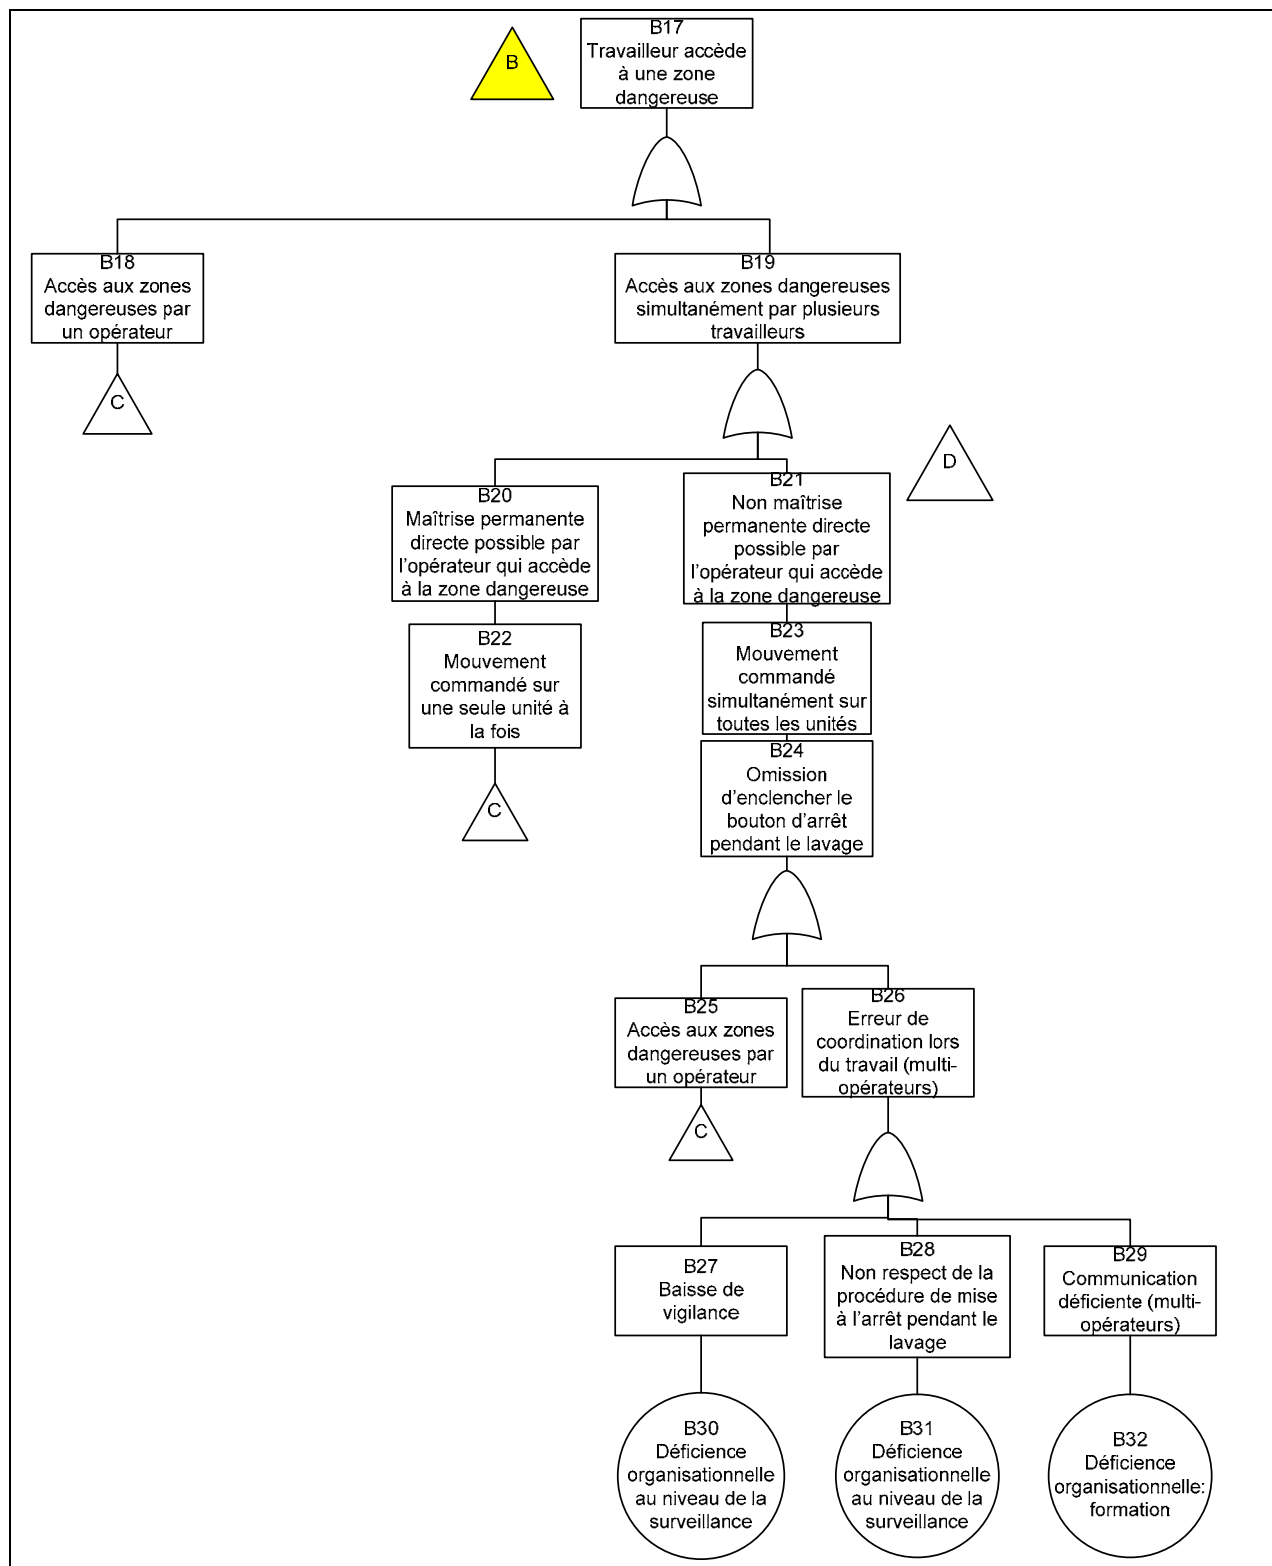 B
B17
Travailleur accède
à une zone
dangereuse
B18
Accès aux zones
dangereuses par
un opérateur
C
B19
Accès aux zones dangereuses
simultanément par plusieurs
travailleurs
D
B20
Maîtrise permanente
directe possible par
l'opérateur qui accède
à la zone dangereuse
B21
Non maîtrise
permanente directe
possible par
l'opérateur qui accède
à la zone dangereuse
B22
Mouvement
commandé sur
une seule unité à
la fois
C
B23
Mouvement
commandé
simultanément sur
toutes les unités
B24
Omission
d'enclencher le
bouton d'arrêt
pendant le lavage
B25
Accès aux zones
dangereuses par
un opérateur
C
B26
Erreur de
coordination lors
du travail (multi-
opérateurs)
B27
Baisse de
vigilance
B28
Non respect de la
procédure de mise
à l'arrêt pendant le
lavage
B29
Communication
déficiente (multi-
opérateurs)
B30
Déficience
organisationnelle
au niveau de la
surveillance
B31
Déficience
organisationnelle
au niveau de la
surveillance
B32
Déficience
organisationnelle:
formation